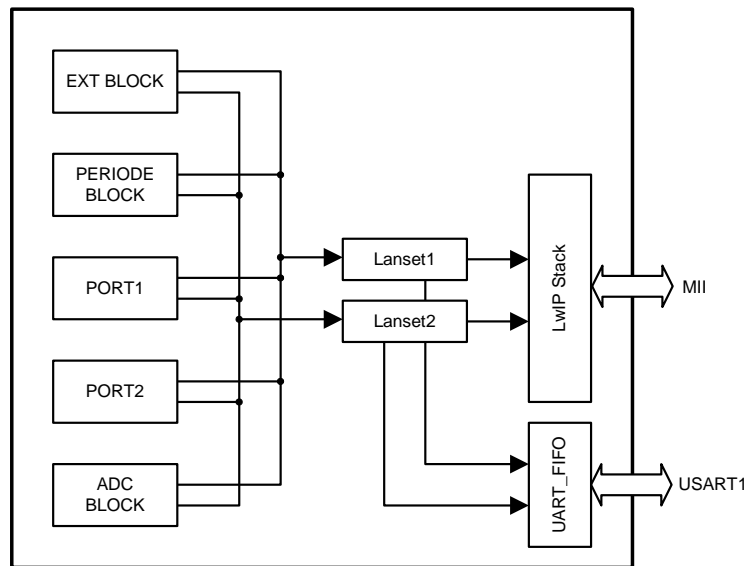 EXT BLOCK
PERIODE
BLOCK
PORT1
PORT2
ADC
BLOCK
Lanset1
Lanset2
LwIP Stack
UART_FIFO
MII
USART1